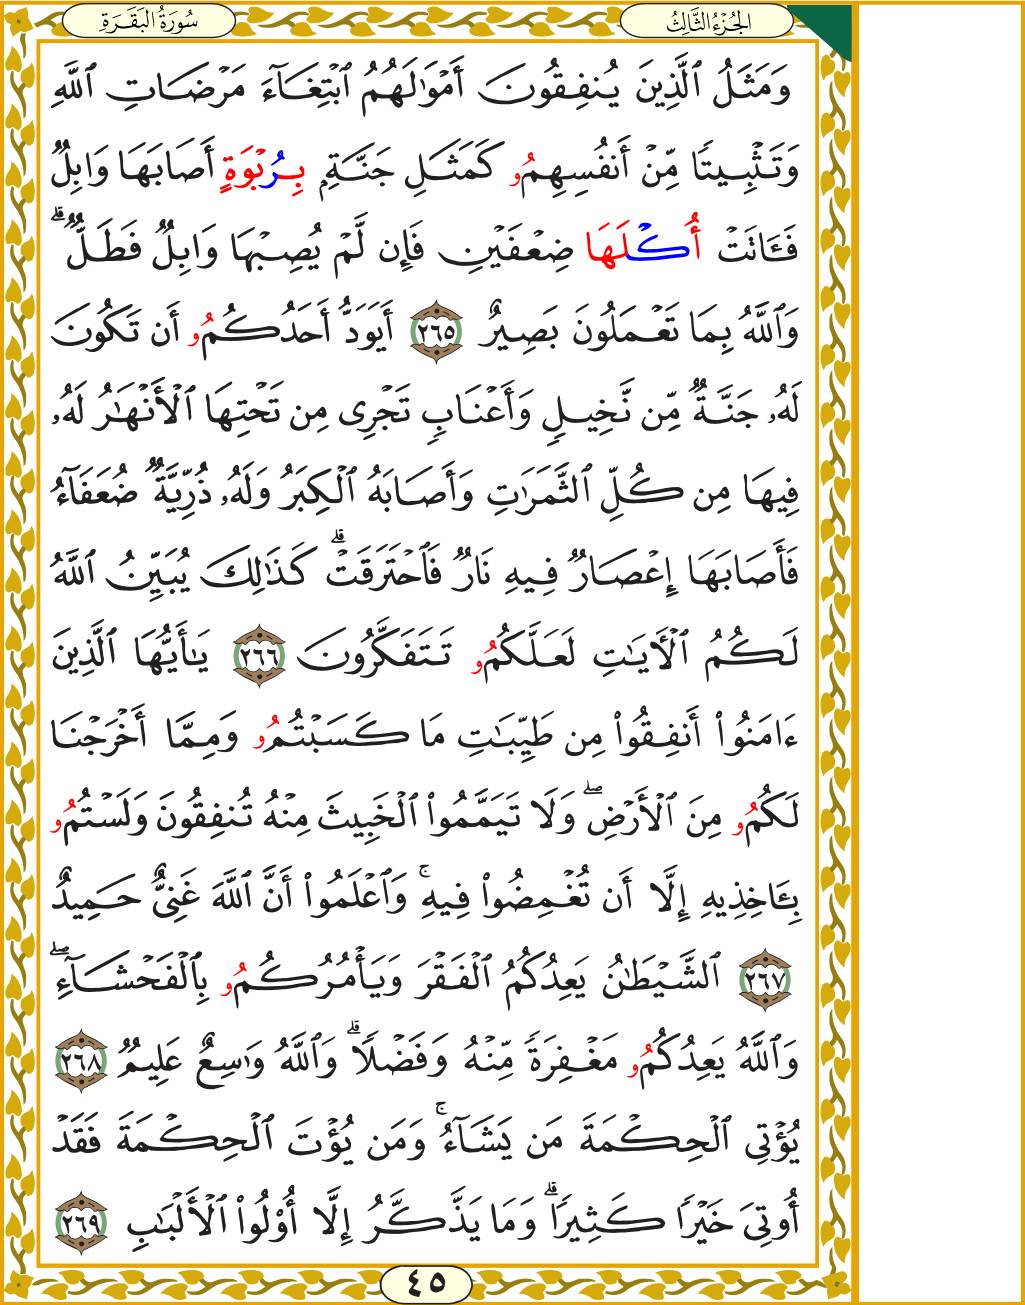 سُورَةُ البَقَرَةِ
الجُزْءُ الثَّالِثُ
وَمَثَلُ ٱلَّذِينَ يُنفِقُونَ أَمْوَٰلَهُمُ ٱبْتِغَآءَ مَرْضَاتِ ٱللَّهِ
وَتَثْبِيتًا مِّنْ أَنفُسِهِمُۥ كَمَثَلِ جَنَّةِۭ بِرُبْوَةٍ أَصَابَهَا وَابِلٌ
فَـَٔاتَتْ أُكْلَهَا ضِعْفَيْنِ فَإِن لَّمْ يُصِبْهَا وَابِلٌ فَطَلٌّ ۗ
وَٱللَّهُ بِمَا تَعْمَلُونَ بَصِيرٌ ٢٦٥ أَيَوَدُّ أَحَدُكُمُۥ أَن تَكُونَ
لَهُۥ جَنَّةٌ مِّن نَّخِيلٍ وَأَعْنَابٍ تَجْرِى مِن تَحْتِهَا ٱلْأَنْهَٰرُ لَهُۥ
فِيهَا مِن كُلِّ ٱلثَّمَرَٰتِ وَأَصَابَهُ ٱلْكِبَرُ وَلَهُۥ ذُرِّيَّةٌ ضُعَفَآءُ
فَأَصَابَهَا إِعْصَارٌ فِيهِ نَارٌ فَٱحْتَرَقَتْ ۗ كَذَٰلِكَ يُبَيِّنُ ٱللَّهُ
لَكُمُ ٱلْأَيَٰتِ لَعَلَّكُمُۥ تَتَفَكَّرُونَ ٢٦٦ يَٰٓأَيُّهَا ٱلَّذِينَ
ءَامَنُوا۟ أَنفِقُوا۟ مِن طَيِّبَٰتِ مَا كَسَبْتُمُۥ وَمِمَّا أَخْرَجْنَا
لَكُمُۥ مِنَ ٱلْأَرْضِ ۖ وَلَا تَيَمَّمُوا۟ ٱلْخَبِيثَ مِنْهُ تُنفِقُونَ وَلَسْتُمُۥ
بِـَٔاخِذِيهِ إِلَّا أَن تُغْمِضُوا۟ فِيهِ ۚ وَٱعْلَمُوا۟ أَنَّ ٱللَّهَ غَنِىٌّ حَمِيدٌ
٢٦٧ ٱلشَّيْطَٰنُ يَعِدُكُمُ ٱلْفَقْرَ وَيَأْمُرُكُمُۥ بِٱلْفَحْشَآءِ ۖ
وَٱللَّهُ يَعِدُكُمُۥ مَغْفِرَةً مِّنْهُ وَفَضْلًا ۗ وَٱللَّهُ وَٰسِعٌ عَلِيمٌ ٢٦٨
يُؤْتِى ٱلْحِكْمَةَ مَن يَشَآءُ ۚ وَمَن يُؤْتَ ٱلْحِكْمَةَ فَقَدْ
أُوتِىَ خَيْرًا كَثِيرًا ۗ وَمَا يَذَّكَّرُ إِلَّا أُو۟لُوا۟ ٱلْأَلْبَٰبِ ٢٦٩
٤٥